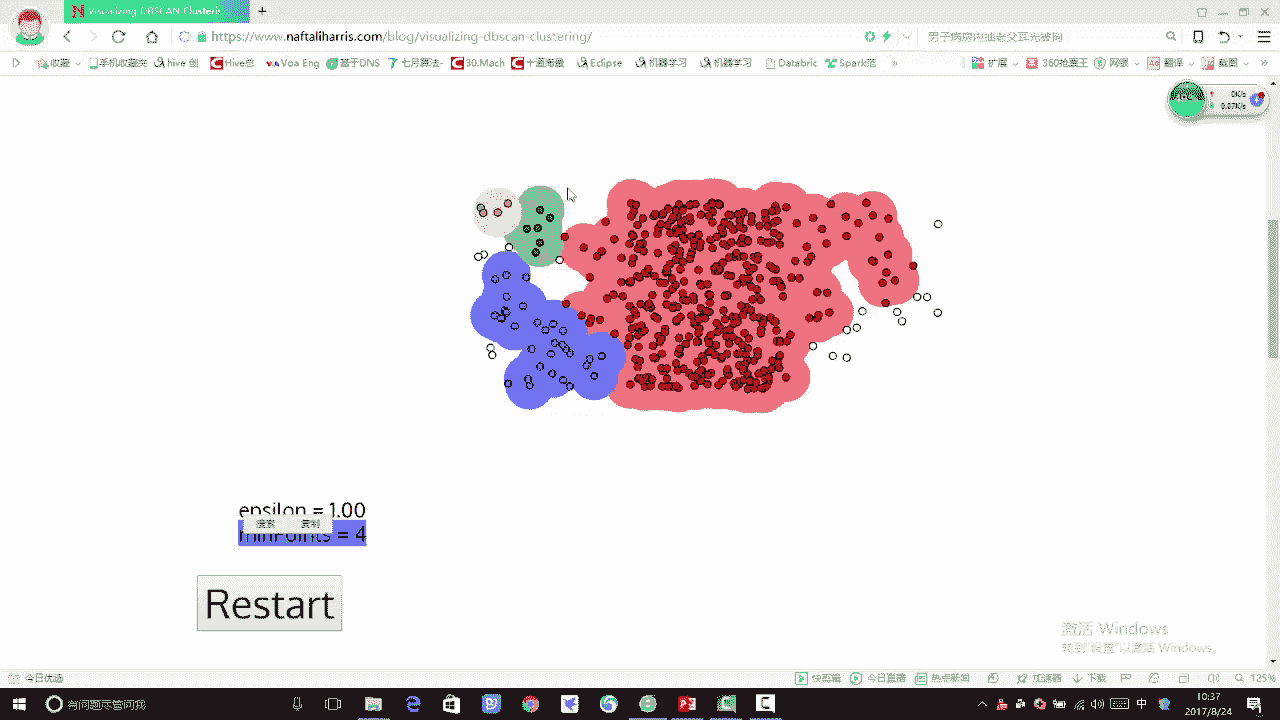 Visualizing DBSCAN Clusterin
https://www.naftaliharris.com/blog/visualizing-dbscan-clustering/
男子病房内抽老父耳光被拘
收藏
手机收藏夹
hive 创
Hive范
Voa Eng
基于DNS
七月算法-
30.Mach
十道海量
Eclipse
机器学习
机器学习
Databric
Spark范
»
扩展
360抢票王
网银
翻译
截图
»
0K/s
0.07K/s
epsilon = 1.00
搜索
复制
minPoints = 4
Restart
激活 Windows
转到"设置"以激活 Windows。
今日优选
快剪辑
今日直播
热点新闻
加速器
下载
125%
有问题尽管问我
中
10:37
2017/8/24